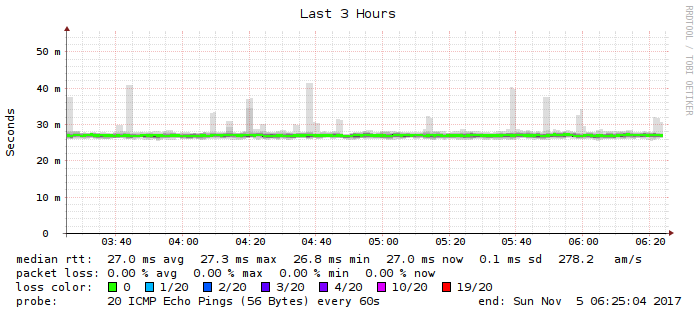 Last 3 Hours
RRDTOOL / TOBI OETIKER
Seconds
50 m
40 m
30 m
20 m
10 m
0
03:40 04:00 04:20 04:40 05:00 05:20 05:40 06:00 06:20
median rtt: 27.0 ms avg 27.3 ms max 26.8 ms min 27.0 ms now 0.1 ms sd 278.2 am/s
packet loss: 0.00 % avg 0.00 % max 0.00 % min 0.00 % now
loss color: 0 1/20 2/20 3/20 4/20 10/20 19/20
probe: 20 ICMP Echo Pings (56 Bytes) every 60s end: Sun Nov 5 06:25:04 2017